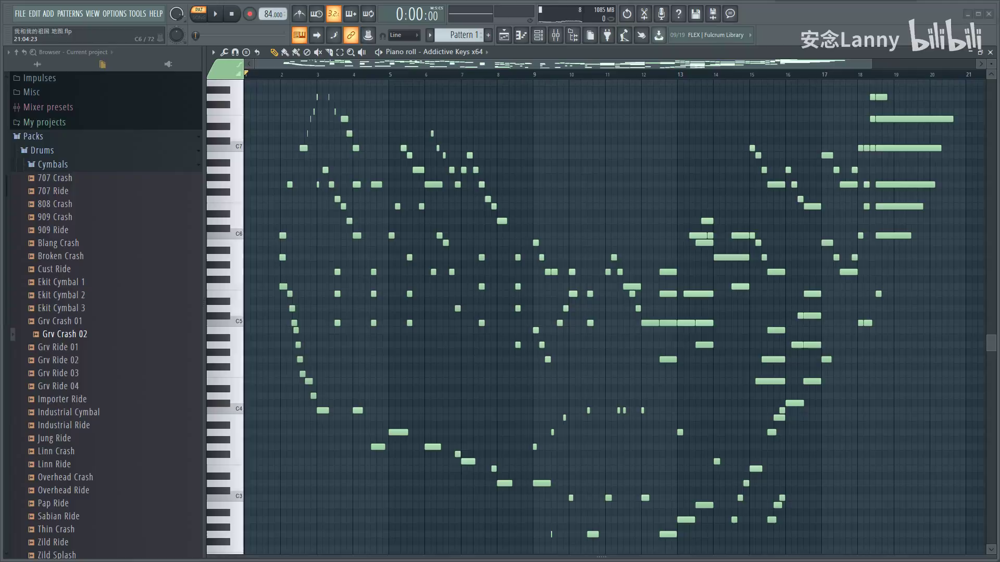 FILE EDIT ADD PATTERNS VIEW OPTIONS TOOLS HELP
PAT
SONG
84.000
3.2.
0:00:00
M:S:CS
8
1085 MB
0
我和我的祖国 地图.flp
21:04:23
C6 / 72
Line
Pattern 1
09/19 FLEX | Fulcrum Library
安念Lanny bilibili
Browser - Current project
Piano roll - Addictive Keys x64
2 3 4 5 6 7 8 9 10 11 12 13 14 15 16 17 18 19 20 21
Impulses
Misc
Mixer presets
My projects
Packs
Drums
Cymbals
707 Crash
707 Ride
808 Crash
909 Crash
909 Ride
Blang Crash
Broken Crash
Cust Ride
Ekit Cymbal 1
Ekit Cymbal 2
Ekit Cymbal 3
Grv Crash 01
Grv Crash 02
Grv Ride 01
Grv Ride 02
Grv Ride 03
Grv Ride 04
Importer Ride
Industrial Cymbal
Industrial Ride
Jung Ride
Linn Crash
Linn Ride
Overhead Crash
Overhead Ride
Pap Ride
Sabian Ride
Thin Crash
Zild Ride
Zild Splash
C7
C6
C5
C4
C3